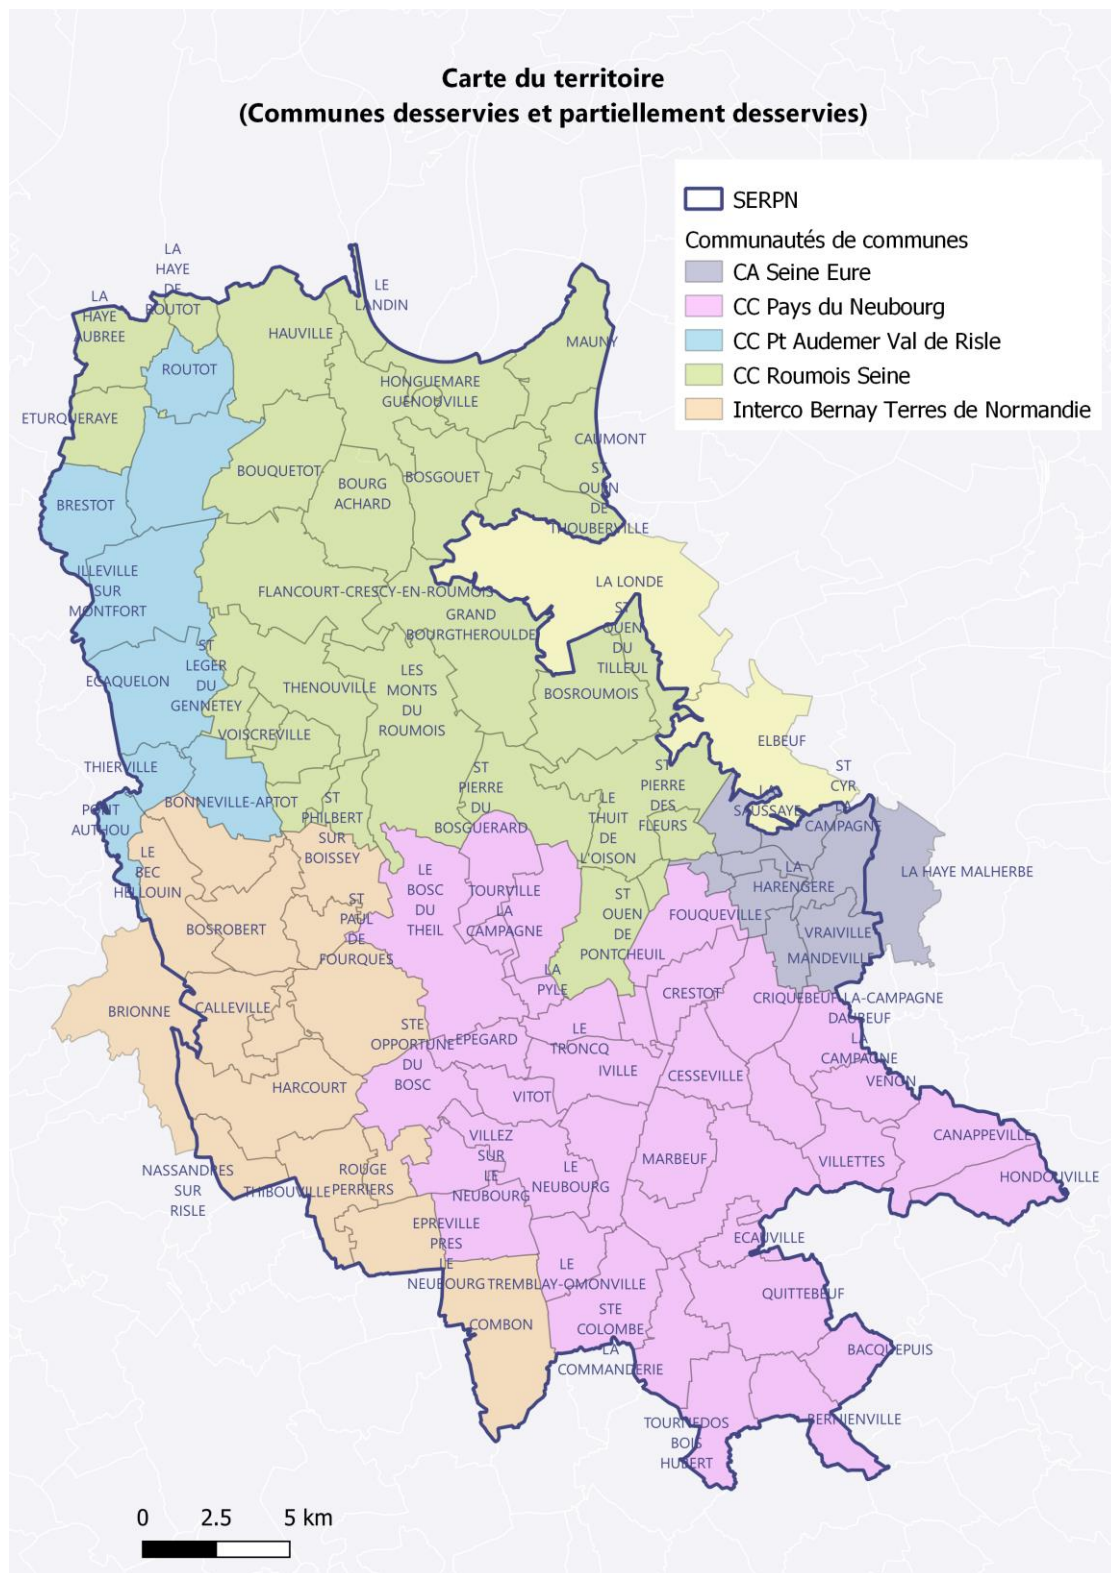 Carte du territoire
(Communes desservies et partiellement desservies)
SERPN
Communautés de communes
CA Seine Eure
CC Pays du Neubourg
CC Pt Audemer Val de Risle
CC Roumois Seine
Interco Bernay Terres de Normandie
LA
HAYE
DE
ROUTOT
LA
HAYE
AUBREE
LE
LANDIN
HAUVILLE
MAUNY
ROUTOT
HONGUEMARE
GUENOUVILLE
ETURQUERAYE
CAUMONT
BOUQUETOT
BOURG
ACHARD
BOSGOUET
ST
OUEN
DE
THOUBERVILLE
BRESTOT
ILLEVILLE
SUR
MONTFORT
LA LONDE
FLANCOURT-CRESCY-EN-ROUMOIS
GRAND
BOURGTHEROULDE
ST
OUEN
DU
TILLEUL
ST
LEGER
DU
GENNETEY
ECAQUELON
THENOUVILLE
LES
MONTS
DU
ROUMOIS
BOSROUMOIS
VOISCREVILLE
ELBEUF
THIERVILLE
ST
PIERRE
DU
BOSGUERARD
ST
PIERRE
DES
FLEURS
ST
CYR
LA
CAMPAGNE
BONNEVILLE-APTOT
ST
PHILBERT
SUR
BOISSEY
LE
THUIT
DE
L'OISON
LA
SAUSSAYE
PONT
AUTHOU
LE
BEC
HELLOUIN
LE
BOSC
DU
THEIL
TOURVILLE
LA
CAMPAGNE
LA
HARENGERE
LA HAYE MALHERBE
ST
PAUL
DE
FOURQUES
ST
OUEN
DE
PONTCHEUIL
FOUQUEVILLE
BOSROBERT
VRAIVILLE
MANDEVILLE
LA
PYLE
CRESTOT
CRIQUEBEUF-LA-CAMPAGNE
BRIONNE
CALLEVILLE
DAUBEUF
LA
CAMPAGNE
STE
OPPORTUNE
DU
BOSC
EPEGARD
LE
TRONCQ
IVILLE
CESSEVILLE
VENON
HARCOURT
VITOT
VILLEZ
SUR
LE
NEUBOURG
CANAPPEVILLE
NASSANDRES
SUR
RISLE
THIBOUVILLE
ROUGE
PERRIERS
LE
NEUBOURG
MARBEUF
VILLETTES
HONDOUVILLE
EPREVILLE
PRES
LE
NEUBOURG
ECAUVILLE
LE
TREMBLAY-OMONVILLE
QUITTEBEUF
COMBON
STE
COLOMBE
LA
COMMANDERIE
BACQUEPUIS
TOURNEDOS
BOIS
HUBERT
BERNIENVILLE
0 2.5 5 km